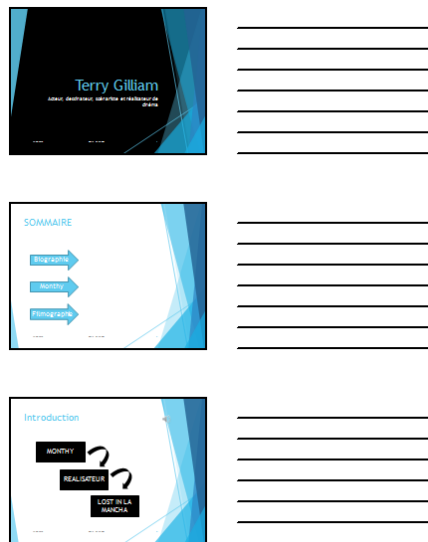 Terry Gilliam
Acteur, dessinateur, scénariste et réalisateur de
cinéma
SOMMAIRE
Biographie
Monthy
Filmographie
Introduction
MONTHY
REALISATEUR
LOST IN LA
MANCHA